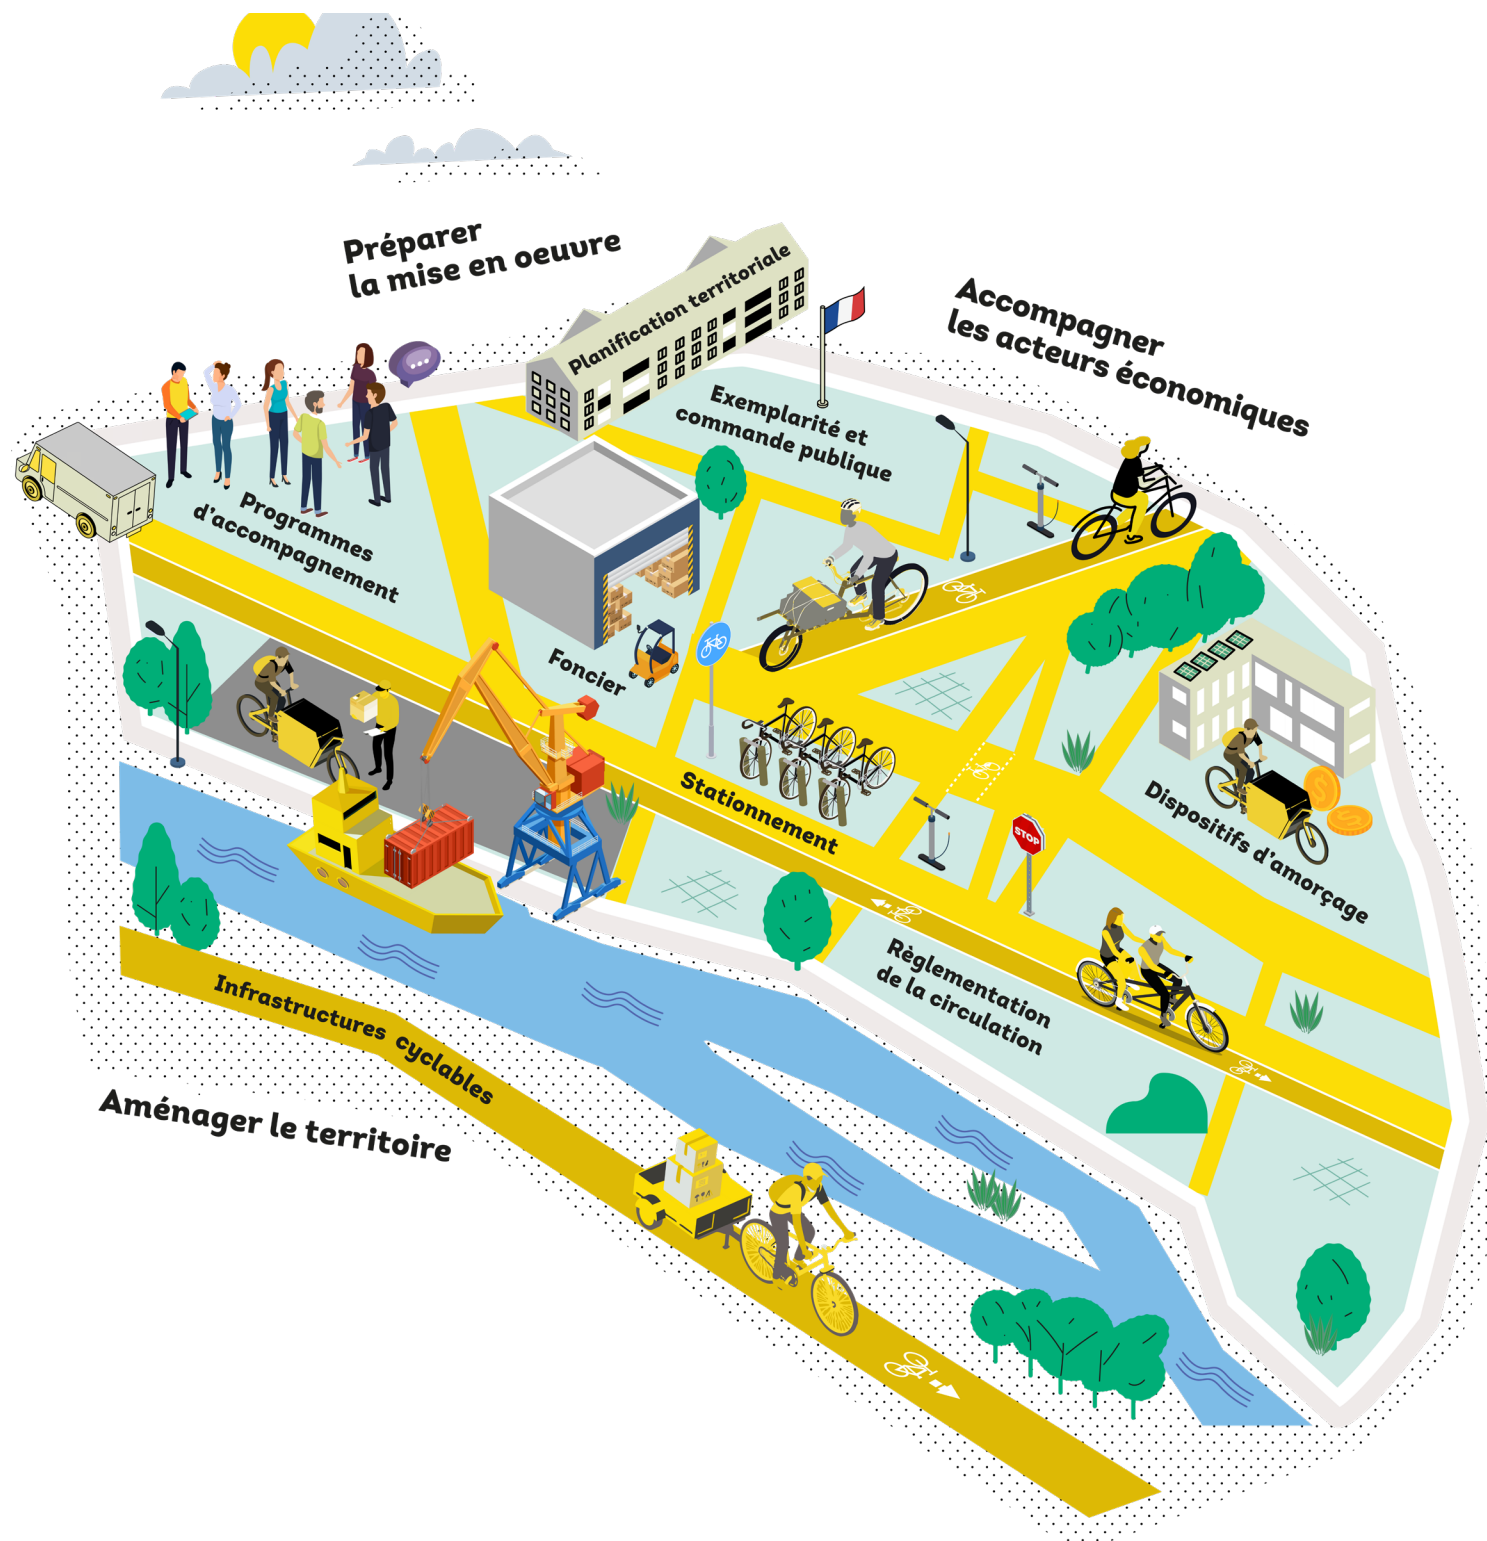 Préparer
la mise en oeuvre
Planification territoriale
Accompagner
les acteurs économiques
Exemplarité et
commande publique
Programmes
d'accompagnement
Foncier
Stationnement
STOP
Dispositifs d'amorçage
Règlementation
de la circulation
Infrastructures cyclables
Aménager le territoire